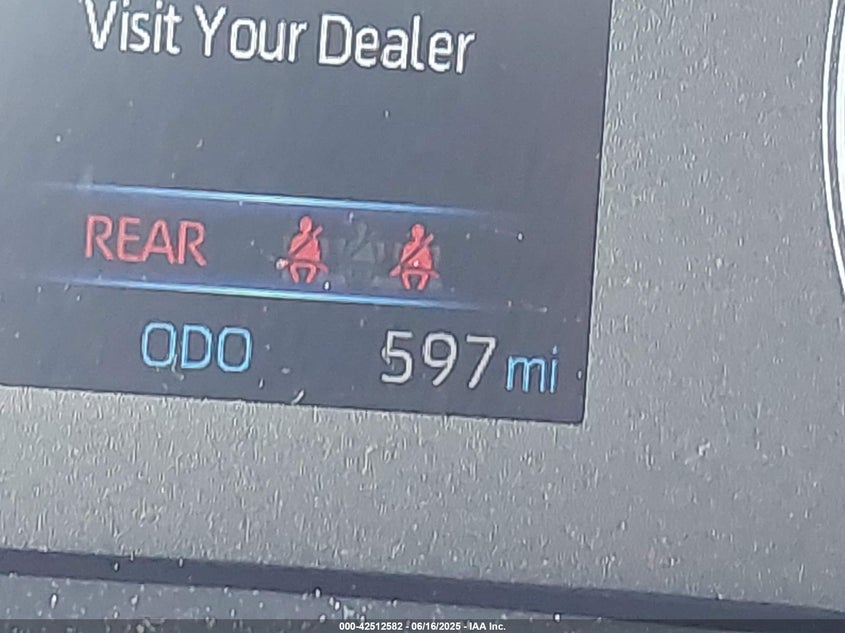 Visit Your Dealer
REAR
ODO 597 mi
000-42512582 - 06/16/2025 - IAA Inc.